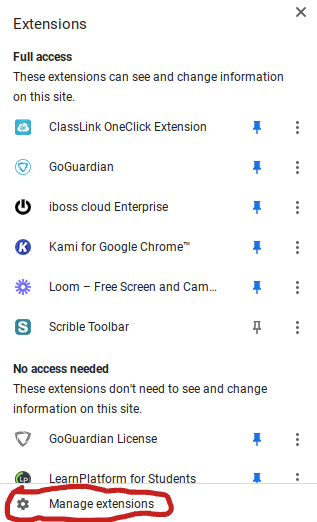 Extensions
Full access
These extensions can see and change information
on this site.
ClassLink OneClick Extension
GoGuardian
iboss cloud Enterprise
Kami for Google Chrome™
Loom – Free Screen and Cam...
Scrible Toolbar
No access needed
These extensions don't need to see and change
information on this site.
GoGuardian License
LearnPlatform for Students
Manage extensions